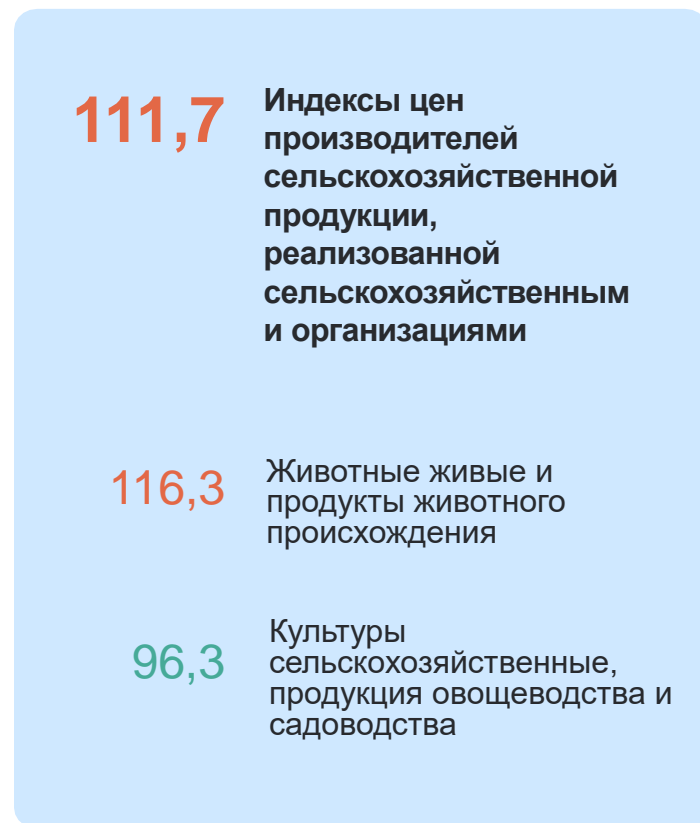 111,7
Индексы цен
производителей
сельскохозяйственной
продукции,
реализованной
сельскохозяйственным
и организациями
116,3
Животные живые и
продукты животного
происхождения
96,3
Культуры
сельскохозяйственные,
продукция овощеводства и
садоводства